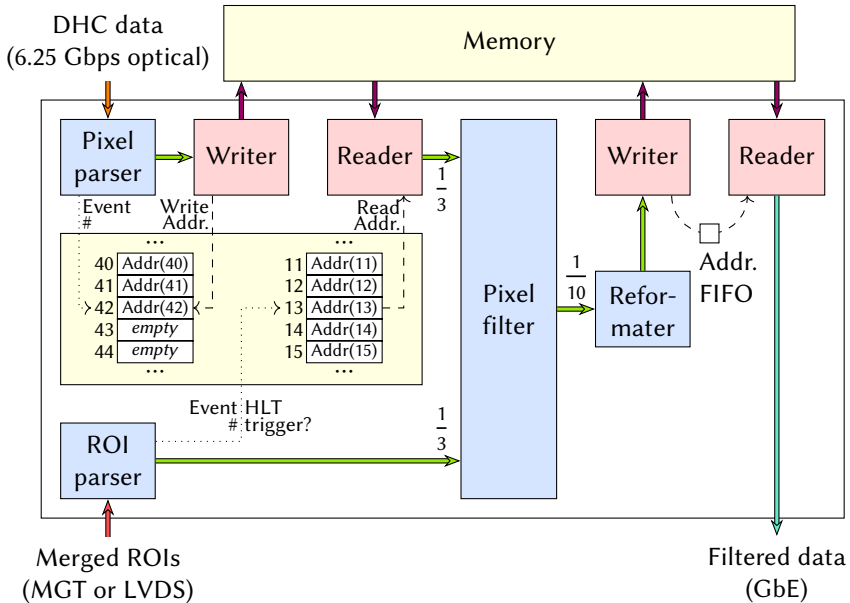 DHC data
(6.25 Gbps optical)
Memory
Pixel
parser
Writer
Reader
Writer
Reader
1
3
Event
#
Write
Addr.
Read
Addr.
...
40 Addr(40)
41 Addr(41)
42 Addr(42)
43 empty
44 empty
...
...
11 Addr(11)
12 Addr(12)
13 Addr(13)
14 Addr(14)
15 Addr(15)
...
Pixel
filter
1
10
Refor-
mater
Addr.
FIFO
Event HLT
# trigger?
ROI
parser
1
3
Merged ROIs
(MGT or LVDS)
Filtered data
(GbE)